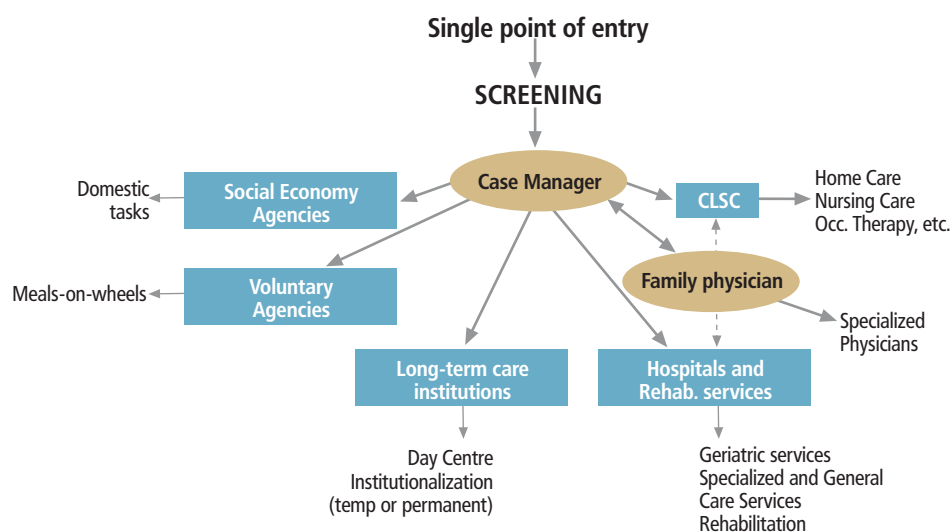 Single point of entry
SCREENING
Case Manager
Domestic
tasks
Social Economy
Agencies
CLSC
Home Care
Nursing Care
Occ. Therapy, etc.
Meals-on-wheels
Voluntary
Agencies
Family physician
Specialized
Physicians
Long-term care
institutions
Hospitals and
Rehab. services
Day Centre
Institutionalization
(temp or permanent)
Geriatric services
Specialized and General
Care Services
Rehabilitation